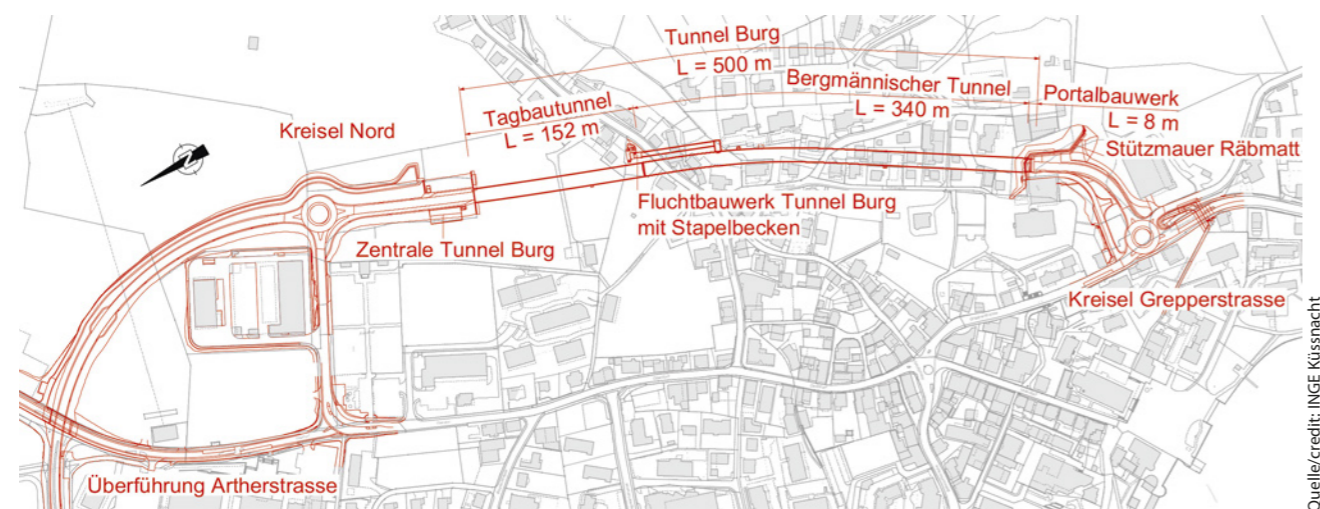 Tunnel Burg
L = 500 m
Bergmännischer Tunnel
L = 340 m
Portalbauwerk
L = 8 m
Tagbautunnel
L = 152 m
Kreisel Nord
Stützmauer Räbmatt
N
Fluchtbauwerk Tunnel Burg
mit Stapelbecken
Zentrale Tunnel Burg
Kreisel Grepperstrasse
Überführung Artherstrasse
Quelle/credit: INGE Küssnacht